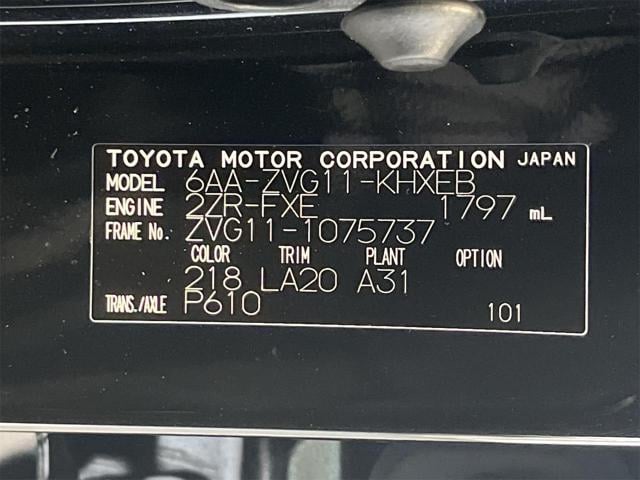 TOYOTA MOTOR CORPORATION JAPAN
MODEL 6AA-ZVG11-KHXEB
ENGINE 2ZR-FXE 1797 mL
FRAME No. ZVG11-1075737
COLOR TRIM PLANT OPTION
218 LA20 A31
TRANS./AXLE P610 101